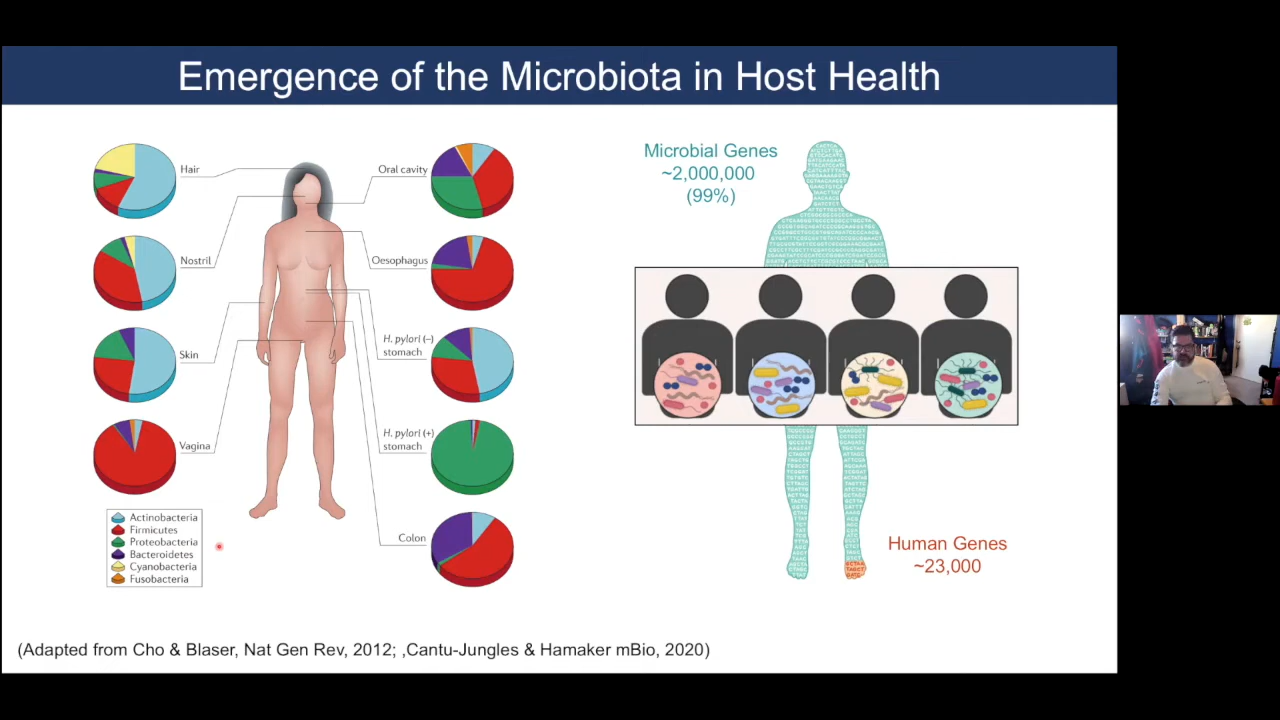 Emergence of the Microbiota in Host Health
Hair
Nostril
Skin
Vagina
Oral cavity
Oesophagus
H. pylori (–)
stomach
H. pylori (+)
stomach
Colon
Actinobacteria
Firmicutes
Proteobacteria
Bacteroidetes
Cyanobacteria
Fusobacteria
Microbial Genes
~2,000,000
(99%)
Human Genes
~23,000
(Adapted from Cho & Blaser, Nat Gen Rev, 2012; ,Cantu-Jungles & Hamaker mBio, 2020)